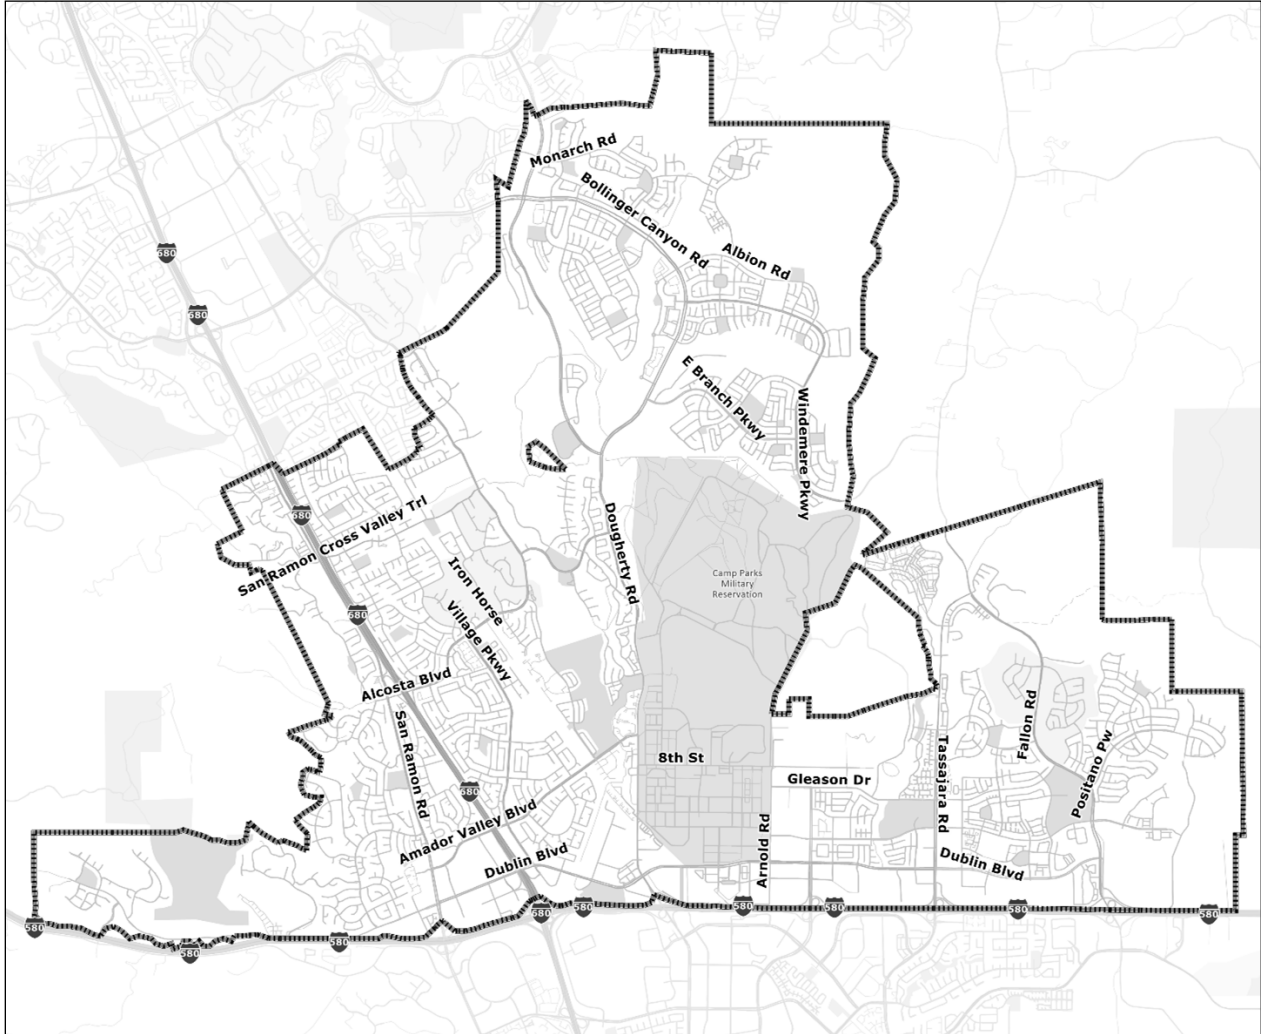 Monarch Rd
Bollinger Canyon Rd
Albion Rd
680
680
E Branch Pkwy
Windemere Pkwy
680
San Ramon Cross Valley Trl
Dougherty Rd
Iron Horse
Village Pkwy
Camp Parks
Military
Reservation
680
Alcosta Blvd
San Ramon Rd
8th St
Gleason Dr
Tassajara Rd
Fallon Rd
Positano Pw
680
Amador Valley Blvd
Dublin Blvd
Arnold Rd
Dublin Blvd
580
580
580
680
580
580
580
580
580